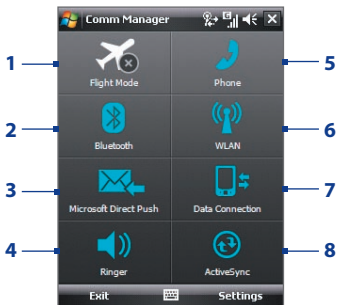 Comm Manager
1 Flight Mode Phone 5
2 Bluetooth WLAN 6
3 Microsoft Direct Push Data Connection 7
4 Ringer ActiveSync 8
Exit Settings